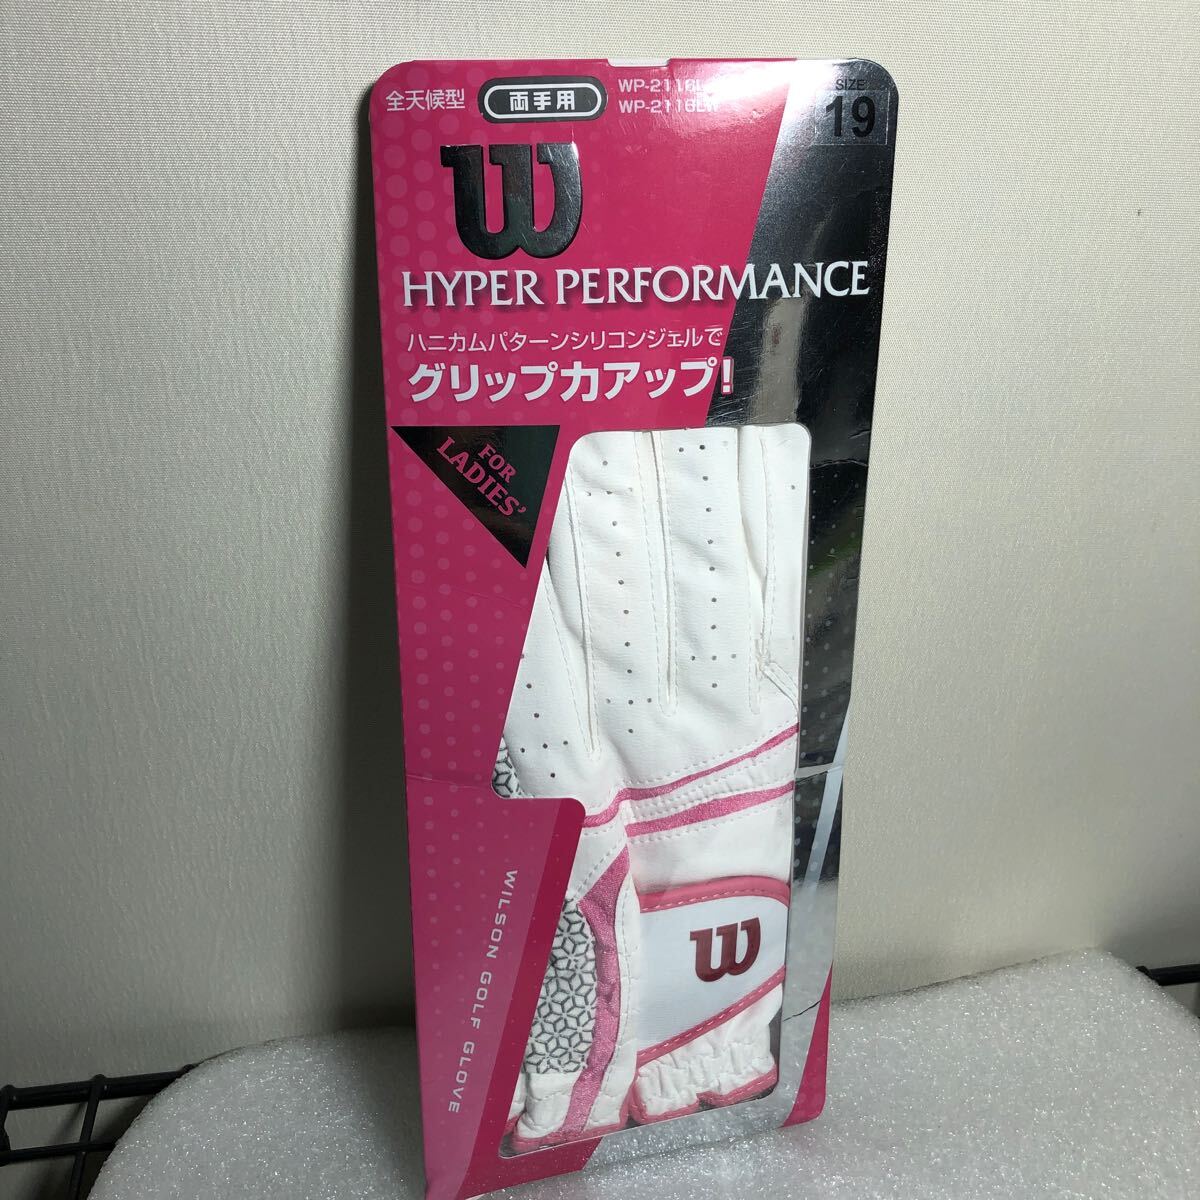 全天候型
両手用
WP-2116LW
SIZE
19
W
HYPER PERFORMANCE
ハニカムパターンシリコンジェルで
グリップ力アップ!
FOR
LADIES'
W
WILSON GOLF GLOVE